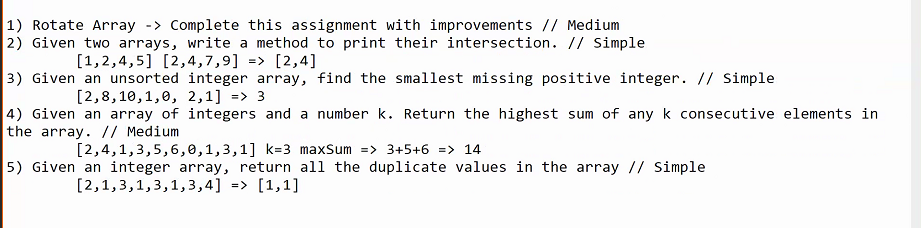 1) Rotate Array -> Complete this assignment with improvements // Medium
2) Given two arrays, write a method to print their intersection. // Simple
[1,2,4,5] [2,4,7,9] => [2,4]
3) Given an unsorted integer array, find the smallest missing positive integer. // Simple
[2,8,10,1,0, 2,1] => 3
4) Given an array of integers and a number k. Return the highest sum of any k consecutive elements in
the array. // Medium
[2,4,1,3,5,6,0,1,3,1] k=3 maxSum => 3+5+6 => 14
5) Given an integer array, return all the duplicate values in the array // Simple
[2,1,3,1,3,1,3,4] => [1,1]